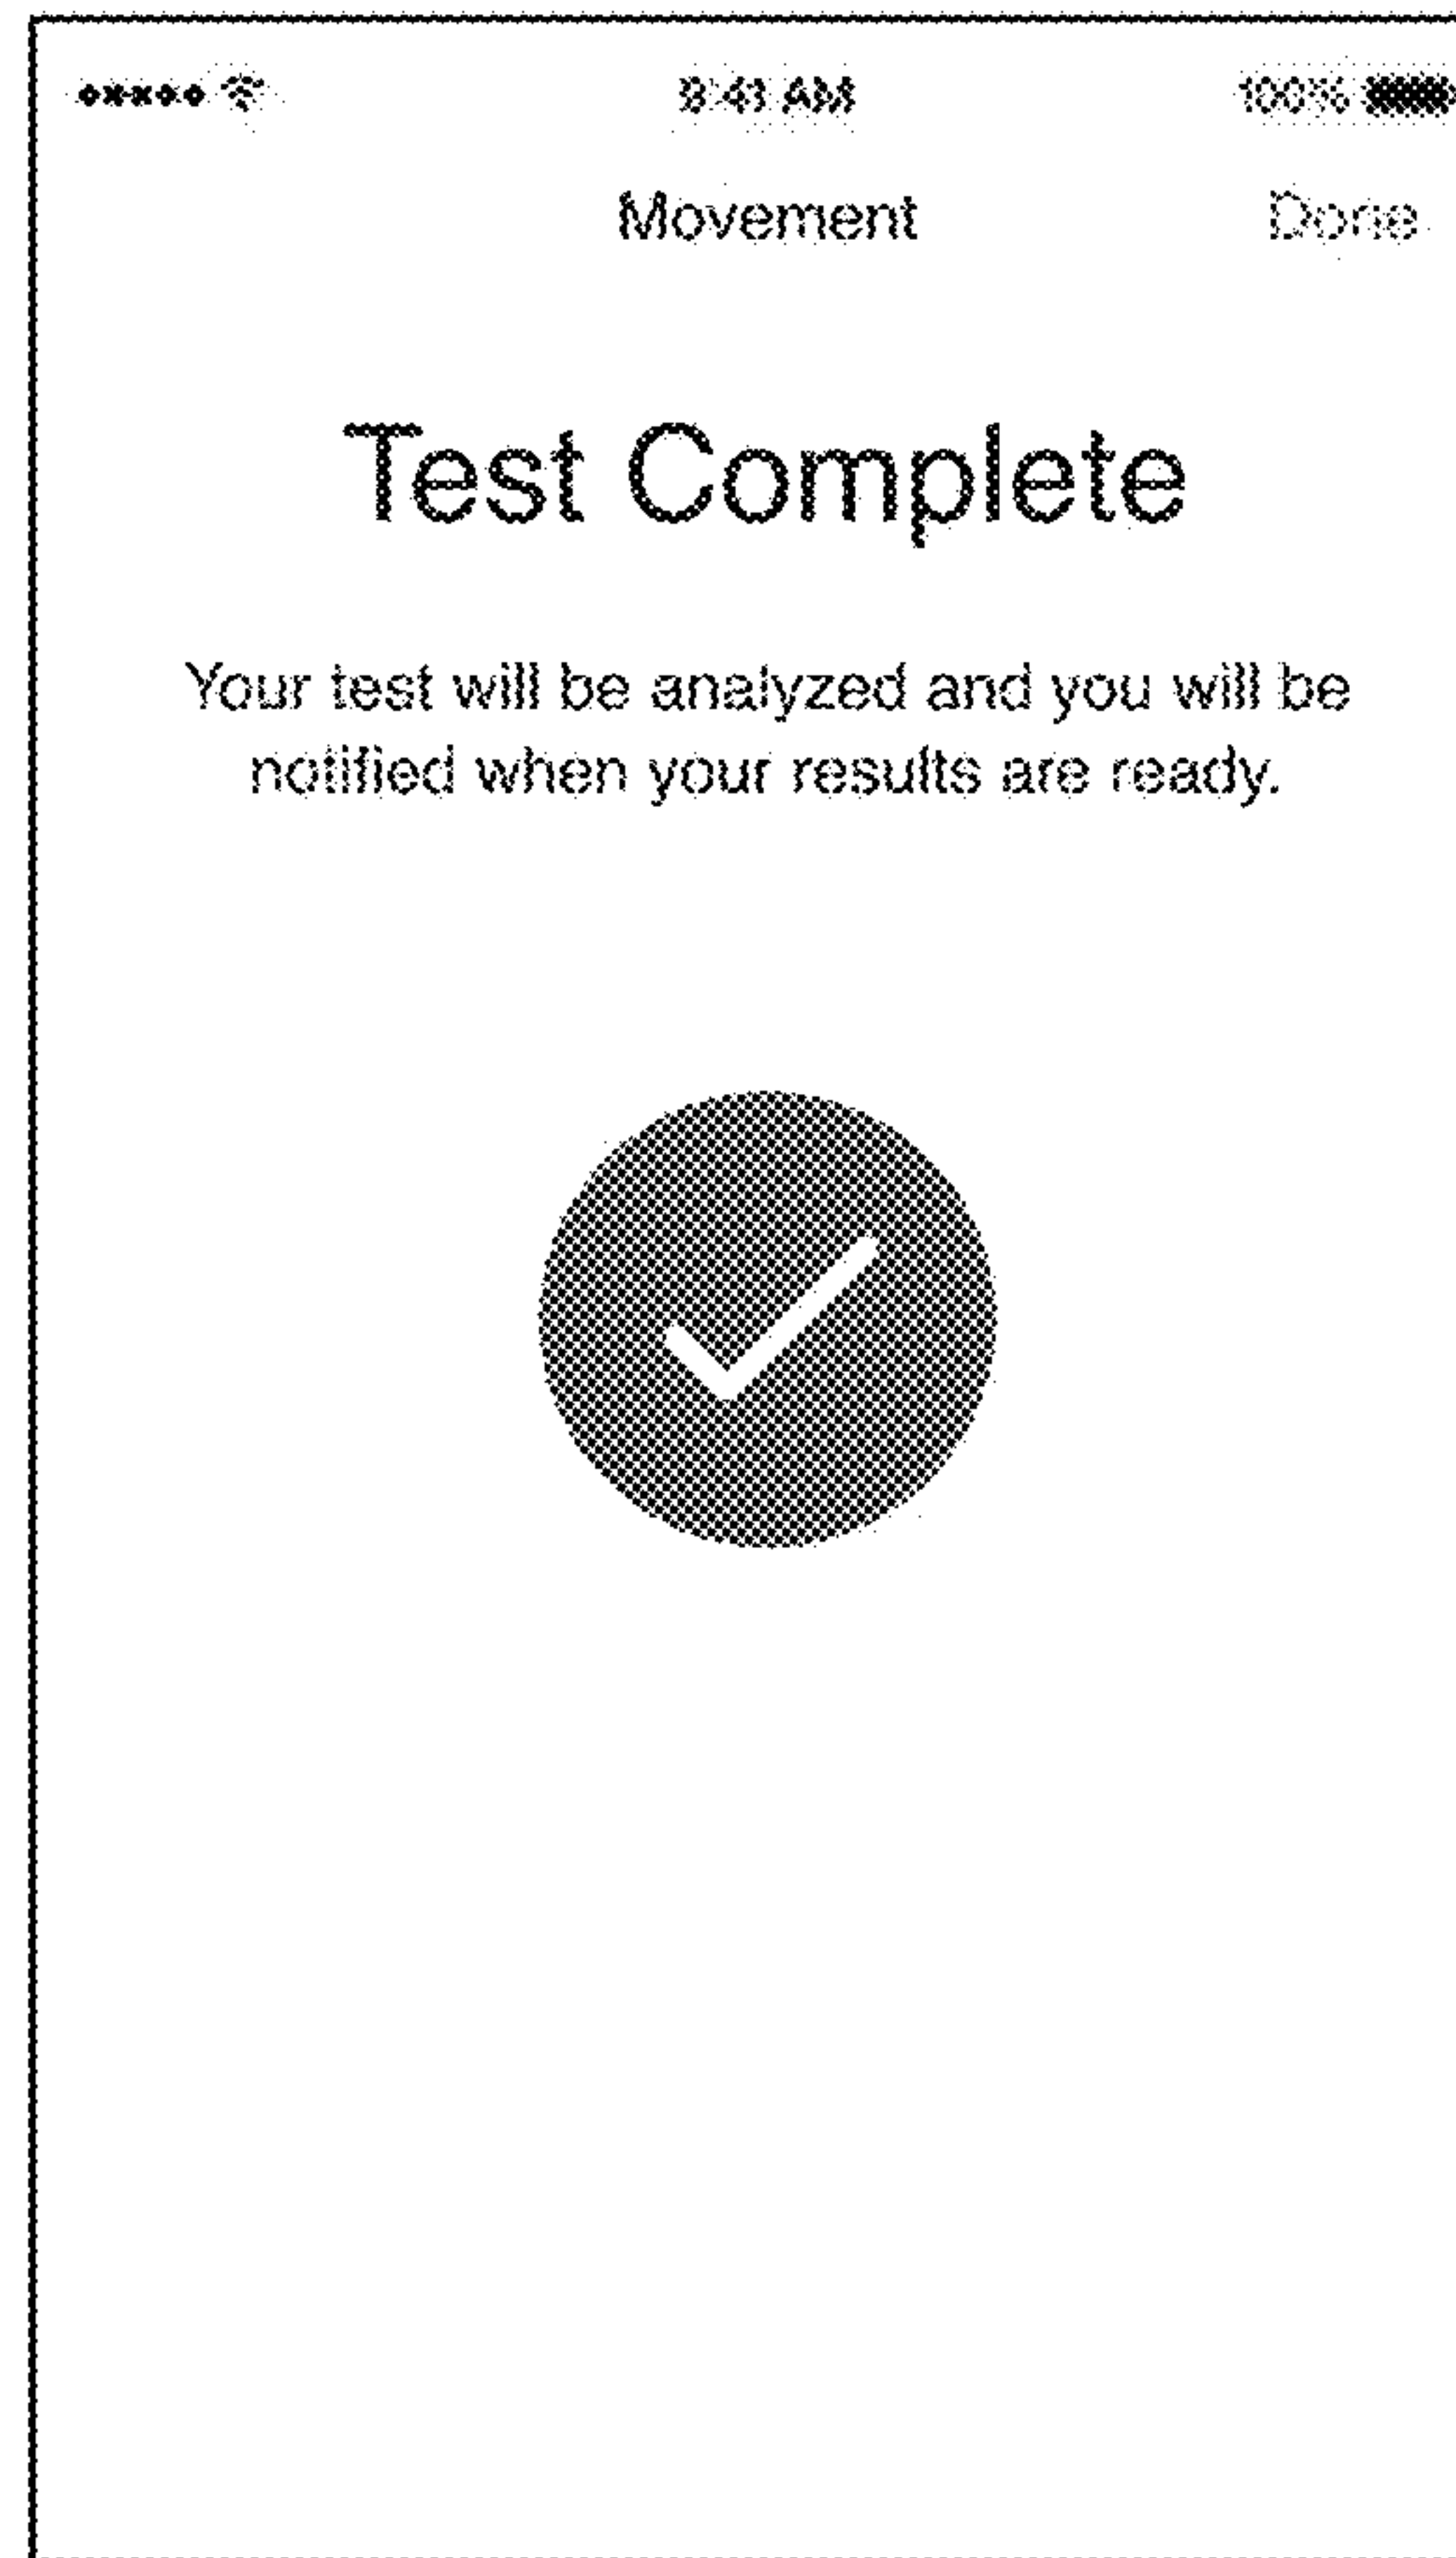 9:41 AM 100%
Movement Done
Test Complete
Your test will be analyzed and you will be
notified when your results are ready.